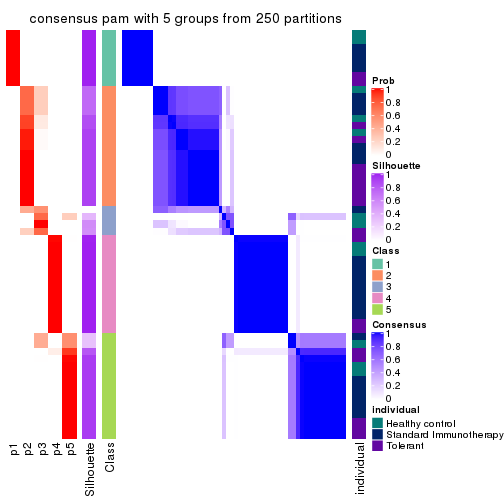 consensus pam with 5 groups from 250 partitions
p1
p2
p3
p4
p5
Silhouette
Class
individual
Prob
1
0.8
0.6
0.4
0.2
0
Silhouette
1
0.8
0.6
0.4
0.2
0
Class
1
2
3
4
5
Consensus
1
0.8
0.6
0.4
0.2
0
individual
Healthy control
Standard Immunotherapy
Tolerant